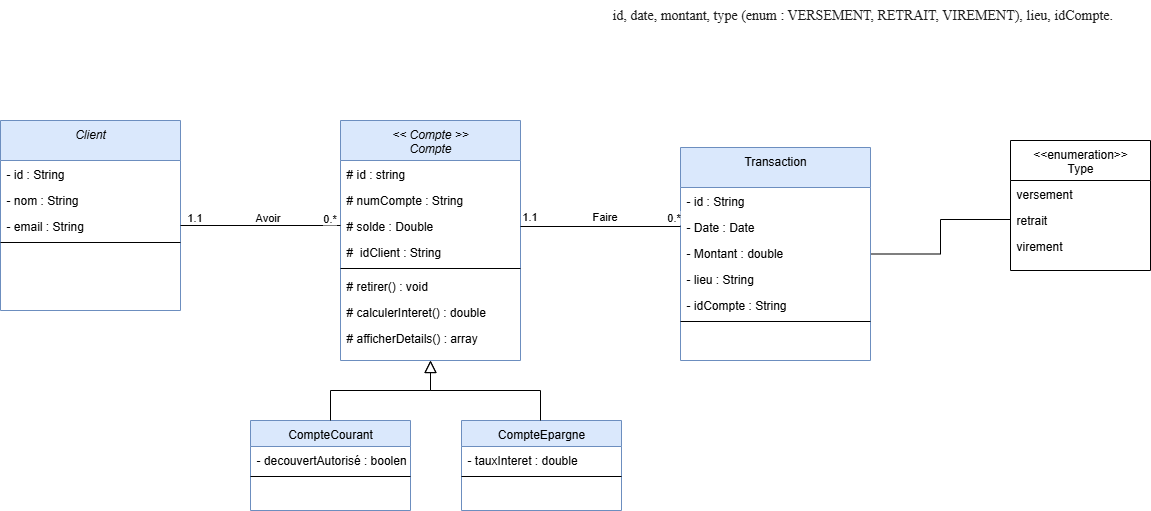 id, date, montant, type (enum : VERSEMENT, RETRAIT, VIREMENT), lieu, idCompte.
Client
- id : String
- nom : String
- email : String
1.1
Avoir
0.*
<< Compte >>
Compte
# id : string
# numCompte : String
# solde : Double
# idClient : String
# retirer() : void
# calculerInteret() : double
# afficherDetails() : array
1.1
Faire
0.*
Transaction
- id : String
- Date : Date
- Montant : double
- lieu : String
- idCompte : String
<<enumeration>>
Type
versement
retrait
virement
CompteCourant
- decouvertAutorisé : boolen
CompteEpargne
- tauxInteret : double